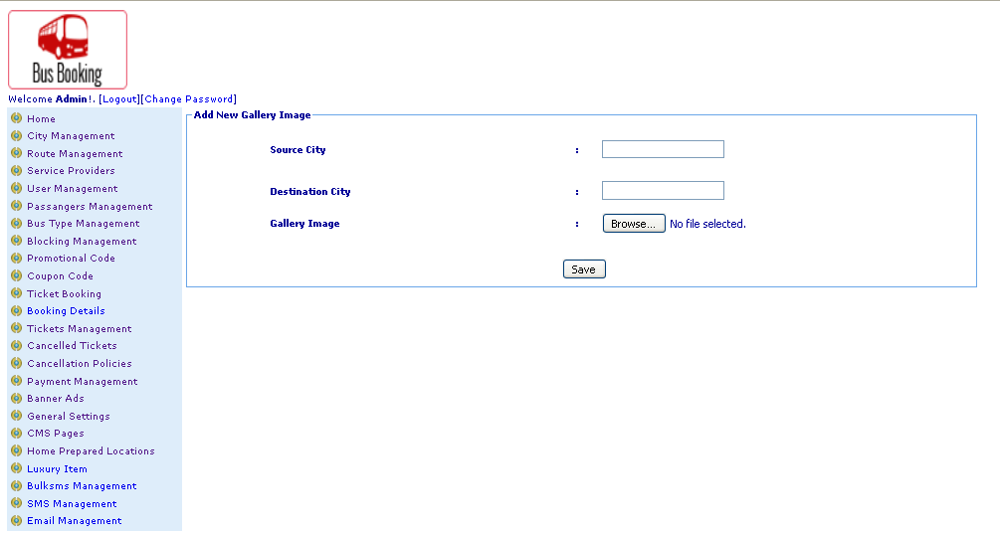 Bus Booking
Welcome Admin!. [Logout][Change Password]
Home
City Management
Route Management
Service Providers
User Management
Passangers Management
Bus Type Management
Blocking Management
Promotional Code
Coupon Code
Ticket Booking
Booking Details
Tickets Management
Cancelled Tickets
Cancellation Policies
Payment Management
Banner Ads
General Settings
CMS Pages
Home Prepared Locations
Luxury Item
Bulksms Management
SMS Management
Email Management
Add New Gallery Image
Source City :
Destination City :
Gallery Image : Browse... No file selected.
Save